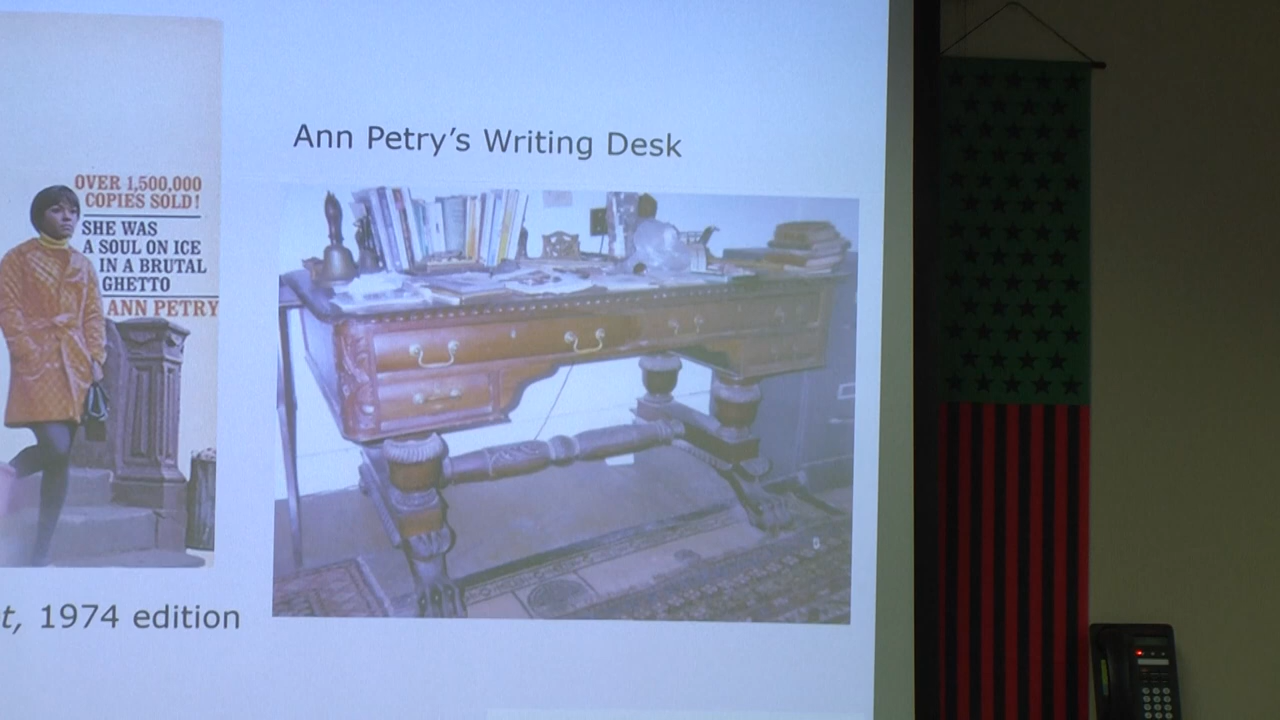 OVER 1,500,000
COPIES SOLD!
SHE WAS
A SOUL ON ICE
IN A BRUTAL
GHETTO
ANN PETRY
t, 1974 edition
Ann Petry's Writing Desk